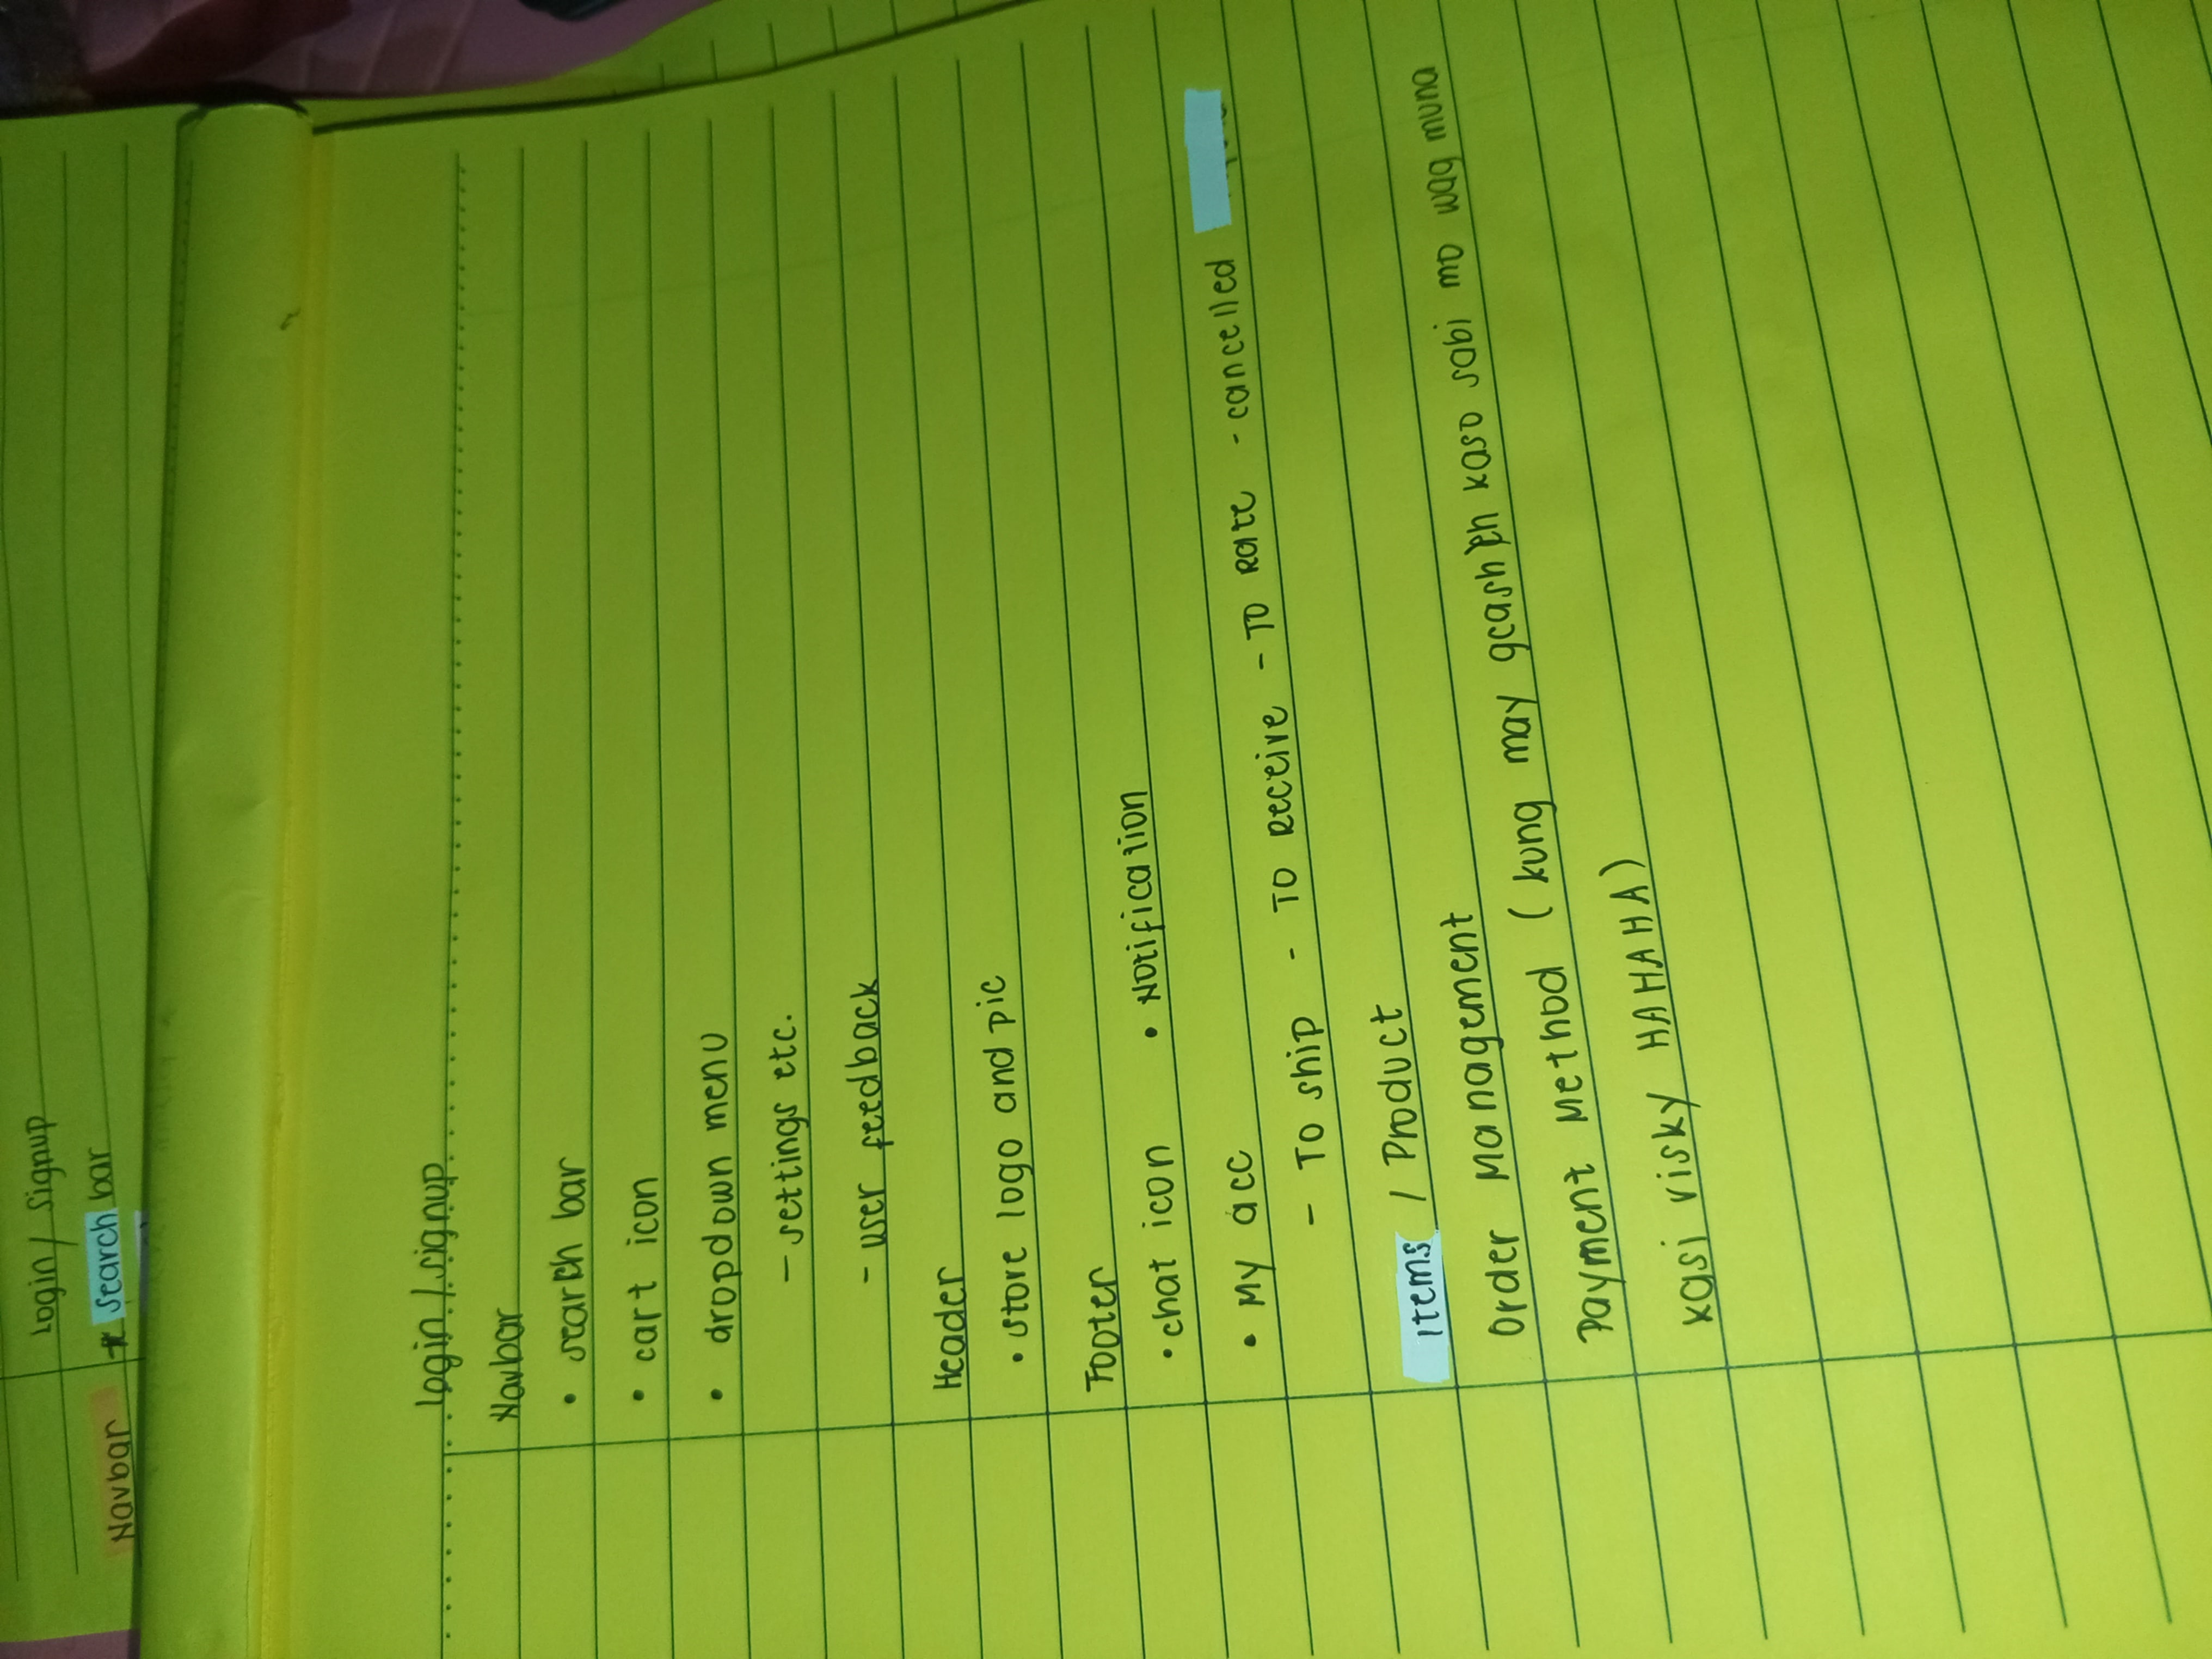 Login / Signup
Navbar * Search bar
Login / signup
Navbar
• search bar
• cart icon
• dropdown menu
— settings etc.
- user feedback
Header
• store logo and pic
Footer
• chat icon • Notification
• My acc
- To ship - To Receive - To Rate - cancelled
Items / Product
Order Management
Payment Method (kung may gcash eh kaso sabi mo wag muna
kasi risky HAHAHA)